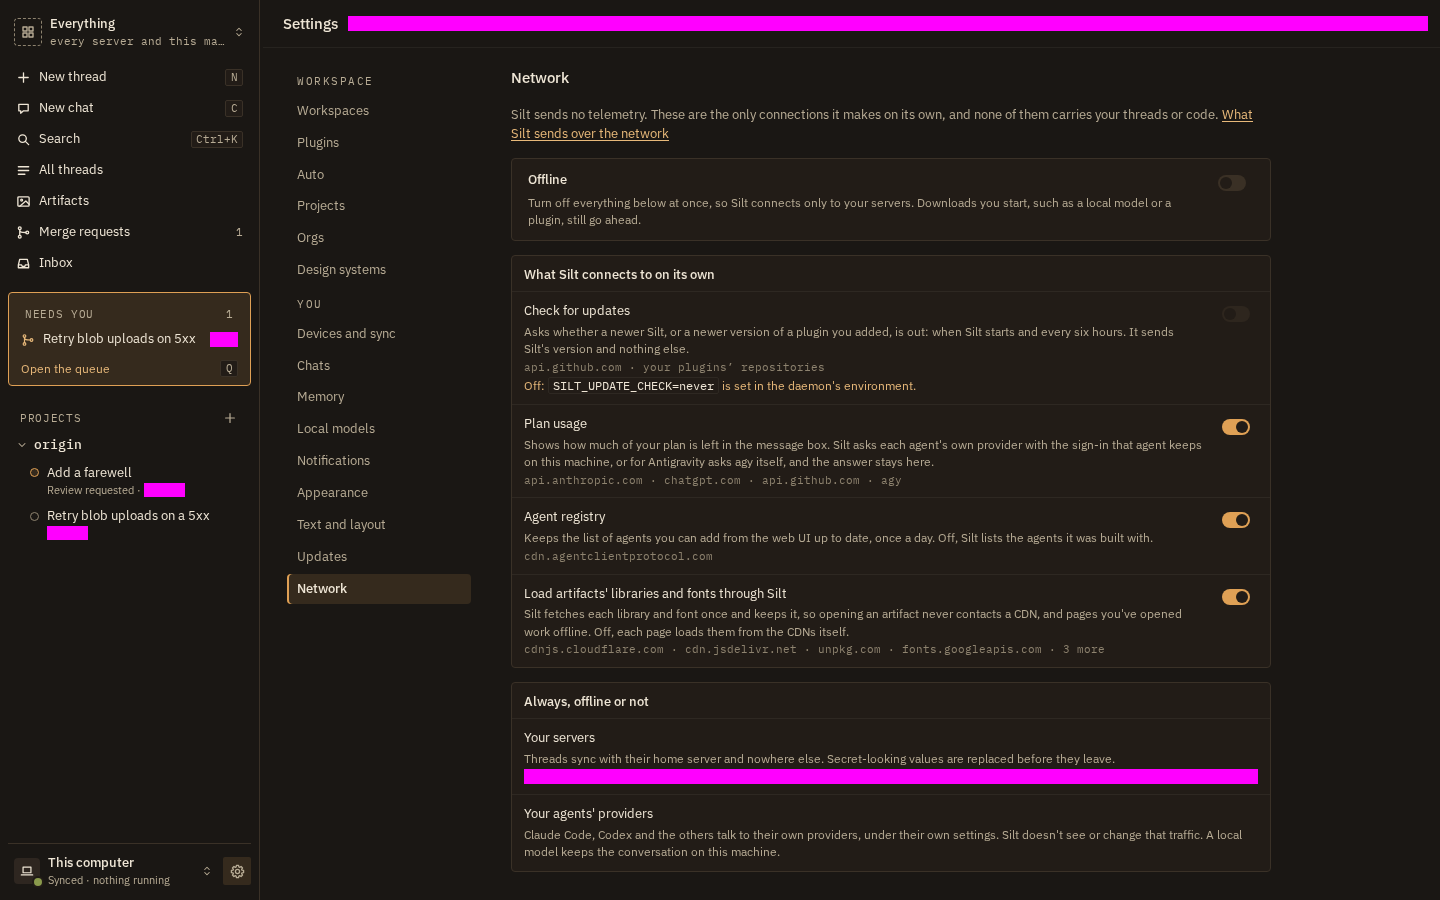 Everything
every server and this ma…
New thread
N
New chat
C
Search
Ctrl+K
All threads
Artifacts
Merge requests
1
Inbox
NEEDS YOU
1
Retry blob uploads on 5xx
Open the queue
Q
PROJECTS
origin
Add a farewell
Review requested ·
Retry blob uploads on a 5xx
This computer
Synced · nothing running
Settings
WORKSPACE
Workspaces
Plugins
Auto
Projects
Orgs
Design systems
YOU
Devices and sync
Chats
Memory
Local models
Notifications
Appearance
Text and layout
Updates
Network
Network
Silt sends no telemetry. These are the only connections it makes on its own, and none of them carries your threads or code. What
Silt sends over the network
Offline
Turn off everything below at once, so Silt connects only to your servers. Downloads you start, such as a local model or a
plugin, still go ahead.
What Silt connects to on its own
Check for updates
Asks whether a newer Silt, or a newer version of a plugin you added, is out: when Silt starts and every six hours. It sends
Silt's version and nothing else.
api.github.com · your plugins' repositories
Off: SILT_UPDATE_CHECK=never is set in the daemon's environment.
Plan usage
Shows how much of your plan is left in the message box. Silt asks each agent's own provider with the sign-in that agent keeps
on this machine, or for Antigravity asks agy itself, and the answer stays here.
api.anthropic.com · chatgpt.com · api.github.com · agy
Agent registry
Keeps the list of agents you can add from the web UI up to date, once a day. Off, Silt lists the agents it was built with.
cdn.agentclientprotocol.com
Load artifacts' libraries and fonts through Silt
Silt fetches each library and font once and keeps it, so opening an artifact never contacts a CDN, and pages you've opened
work offline. Off, each page loads them from the CDNs itself.
cdnjs.cloudflare.com · cdn.jsdelivr.net · unpkg.com · fonts.googleapis.com · 3 more
Always, offline or not
Your servers
Threads sync with their home server and nowhere else. Secret-looking values are replaced before they leave.
Your agents' providers
Claude Code, Codex and the others talk to their own providers, under their own settings. Silt doesn't see or change that traffic. A local
model keeps the conversation on this machine.